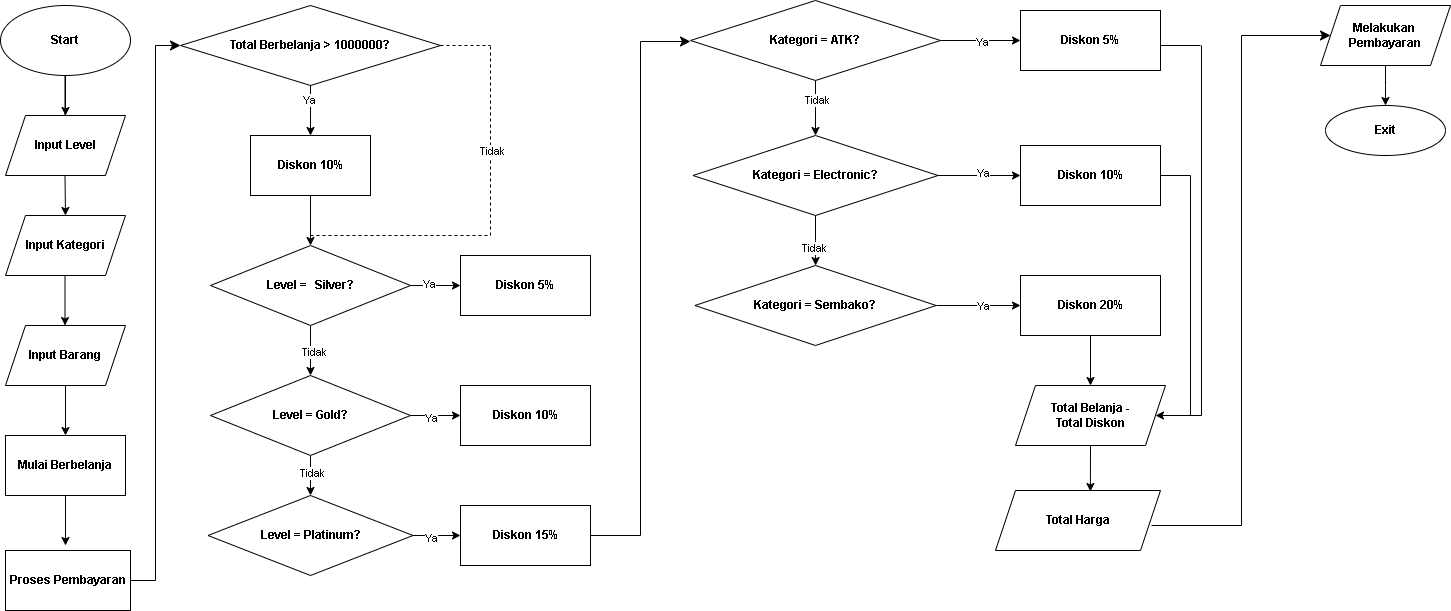 Start
Input Level
Input Kategori
Input Barang
Mulai Berbelanja
Proses Pembayaran
Total Berbelanja > 1000000?
Ya
Tidak
Diskon 10%
Level = Silver?
Ya
Diskon 5%
Tidak
Level = Gold?
Ya
Diskon 10%
Tidak
Level = Platinum?
Ya
Diskon 15%
Kategori = ATK?
Ya
Diskon 5%
Tidak
Kategori = Electronic?
Ya
Diskon 10%
Tidak
Kategori = Sembako?
Ya
Diskon 20%
Total Belanja -
Total Diskon
Total Harga
Melakukan
Pembayaran
Exit